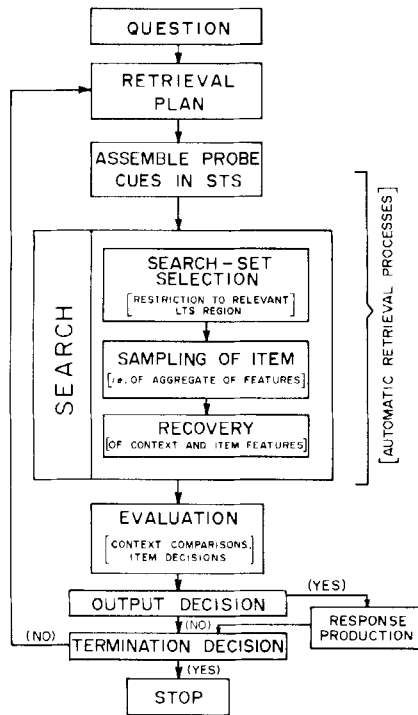 QUESTION
RETRIEVAL
PLAN
ASSEMBLE PROBE
CUES IN STS
SEARCH
SEARCH-SET
SELECTION
[RESTRICTION TO RELEVANT
LTS REGION]
SAMPLING OF ITEM
[i.e. OF AGGREGATE OF FEATURES]
RECOVERY
[OF CONTEXT AND ITEM FEATURES]
[AUTOMATIC RETRIEVAL PROCESSES]
EVALUATION
[CONTEXT COMPARISONS,
ITEM DECISIONS]
OUTPUT DECISION
(YES)
(NO)
RESPONSE
PRODUCTION
(NO)
TERMINATION DECISION
(YES)
STOP